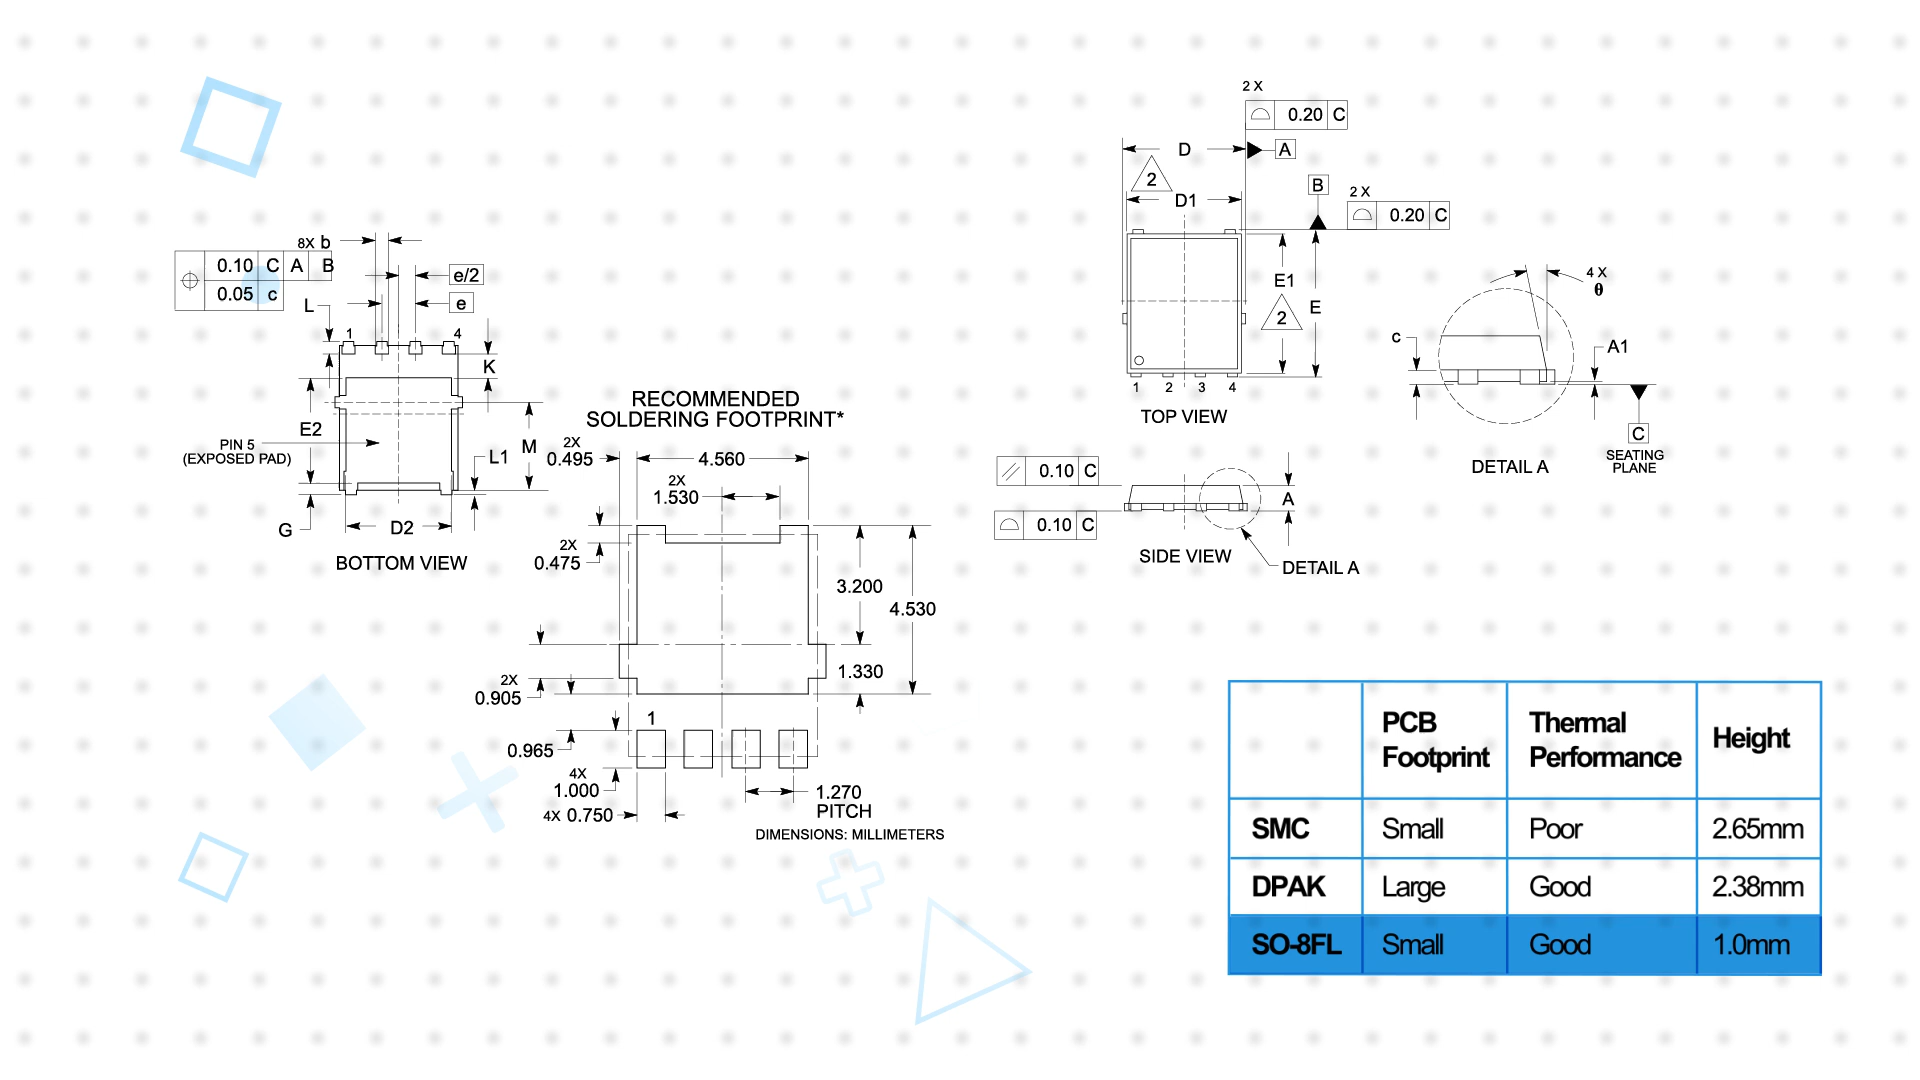 8X b
0.10 C A B
0.05 c
e/2
e
L
1
4
K
E2
M
PIN 5
(EXPOSED PAD)
L1
G
D2
BOTTOM VIEW
RECOMMENDED
SOLDERING FOOTPRINT*
2X
0.495
4.560
2X
1.530
2X
0.475
3.200
4.530
1.330
2X
0.905
1
0.965
4X
1.000
1.270
PITCH
4X 0.750
DIMENSIONS: MILLIMETERS
2 X
0.20 C
D
A
2
B
2 X
D1
0.20 C
E1
E
2
1 2 3 4
TOP VIEW
4 X
θ
c
A1
C
SEATING
PLANE
DETAIL A
0.10 C
A
0.10 C
SIDE VIEW
DETAIL A
PCB Footprint
Thermal Performance
Height
SMC Small Poor 2.65mm
DPAK Large Good 2.38mm
SO-8FL Small Good 1.0mm